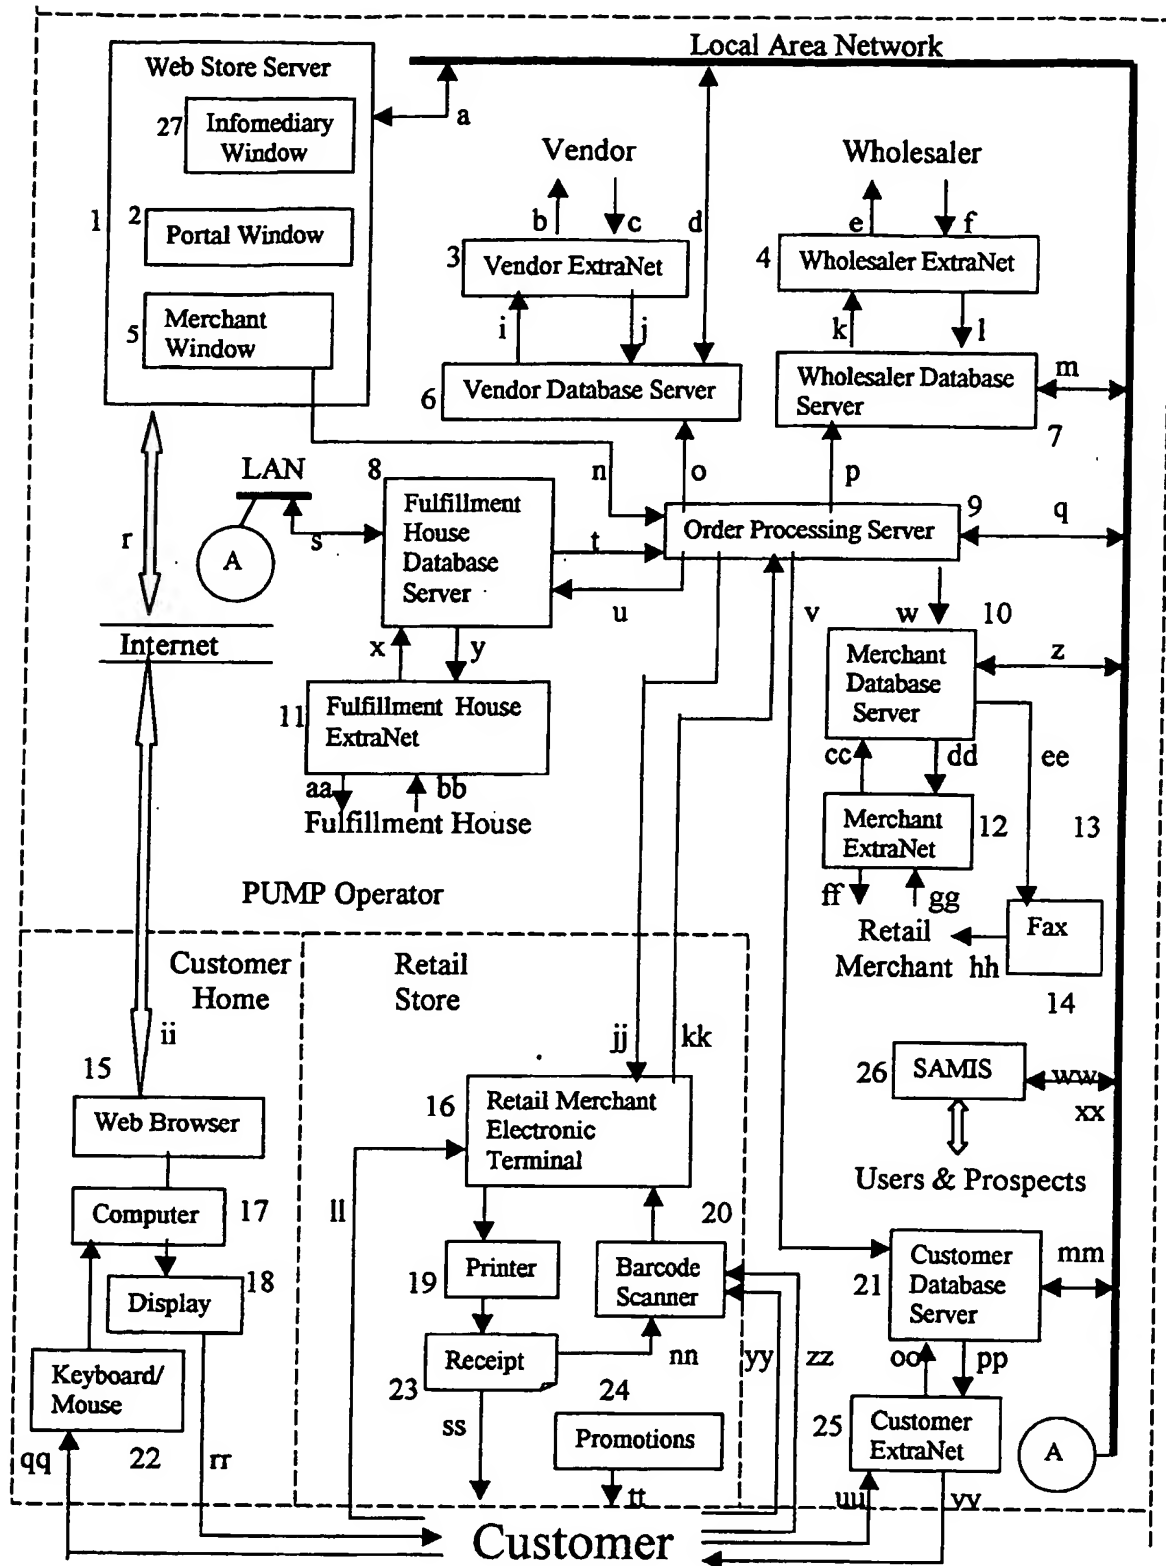 Local Area Network
Web Store Server
a
27
Infomediary
Window
Vendor
Wholesaler
1
2
Portal Window
b
c
d
e
f
3
Vendor ExtraNet
4
Wholesaler ExtraNet
5
Merchant
Window
i
j
k
l
6
Vendor Database Server
Wholesaler Database
Server
m
7
LAN
8
n
o
p
r
A
s
Fulfillment
House
Database
Server
t
Order Processing Server
9
q
u
v
w
10
Internet
x
y
Merchant
Database
Server
z
11
Fulfillment House
ExtraNet
cc
dd
ee
aa
bb
Fulfillment House
Merchant
ExtraNet
12
13
PUMP Operator
ff
gg
Retail
Merchant
hh
Fax
14
Customer
Home
Retail
Store
ii
jj
kk
15
Web Browser
16
Retail Merchant
Electronic
Terminal
26
SAMIS
ww
xx
Users & Prospects
Computer
17
ll
20
18
Display
19
Printer
Barcode
Scanner
21
Customer
Database
Server
mm
Keyboard/
Mouse
Receipt
nn
yy
zz
oo
pp
23
24
22
qq
rr
ss
Promotions
tt
25
Customer
ExtraNet
A
uu
vv
Customer